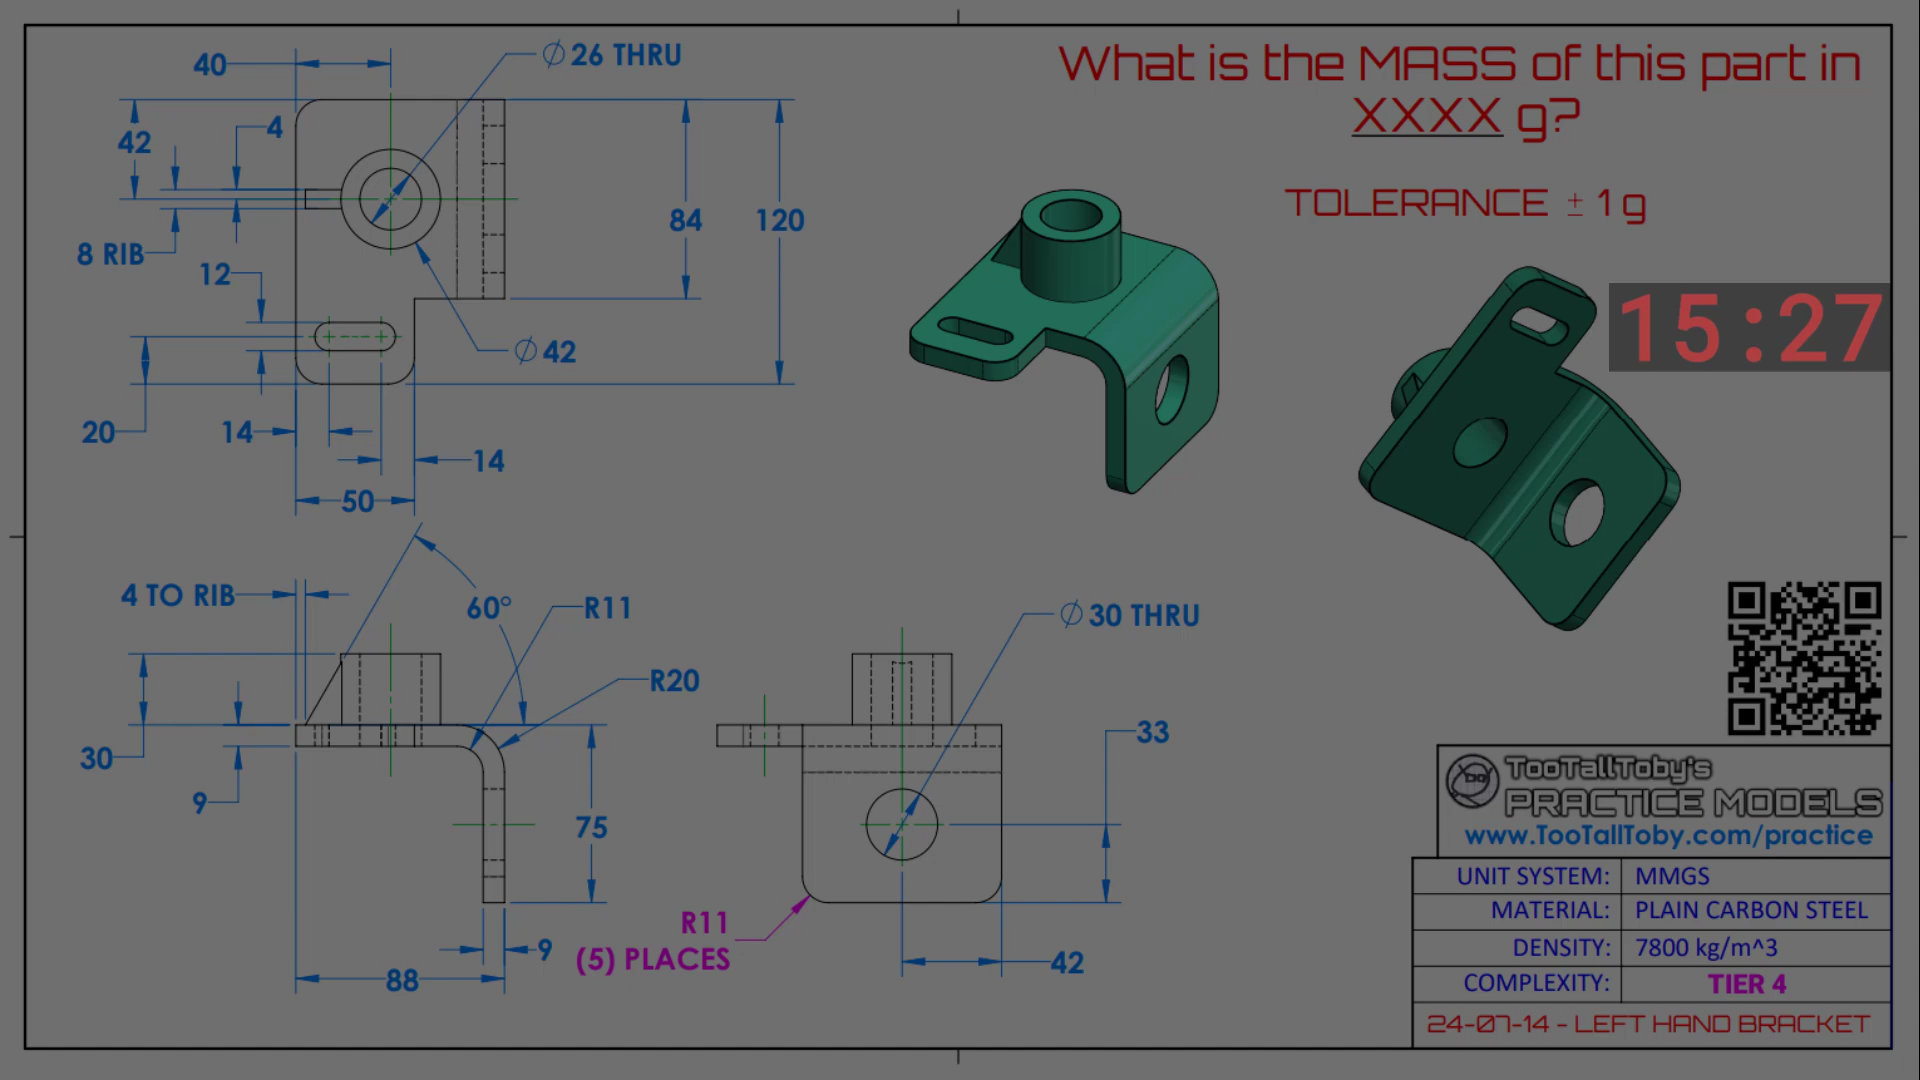 What is the MASS of this part in
XXXX g?
TOLERANCE ± 1 g
15:27
40
Ø 26 THRU
42
4
8 RIB
12
84
120
Ø 42
20
14
14
50
4 TO RIB
60°
R11
R20
30
9
75
9
88
Ø 30 THRU
33
R11
(5) PLACES
42
TooTallToby's
PRACTICE MODELS
www.TooTallToby.com/practice
UNIT SYSTEM: MMGS
MATERIAL: PLAIN CARBON STEEL
DENSITY: 7800 kg/m^3
COMPLEXITY: TIER 4
24-07-14 - LEFT HAND BRACKET